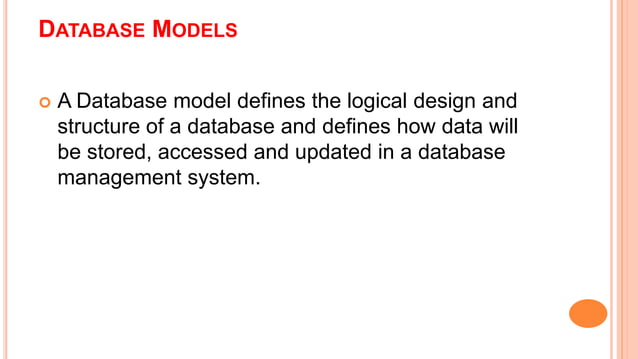 DATABASE MODELS
A Database model defines the logical design and
structure of a database and defines how data will
be stored, accessed and updated in a database
management system.